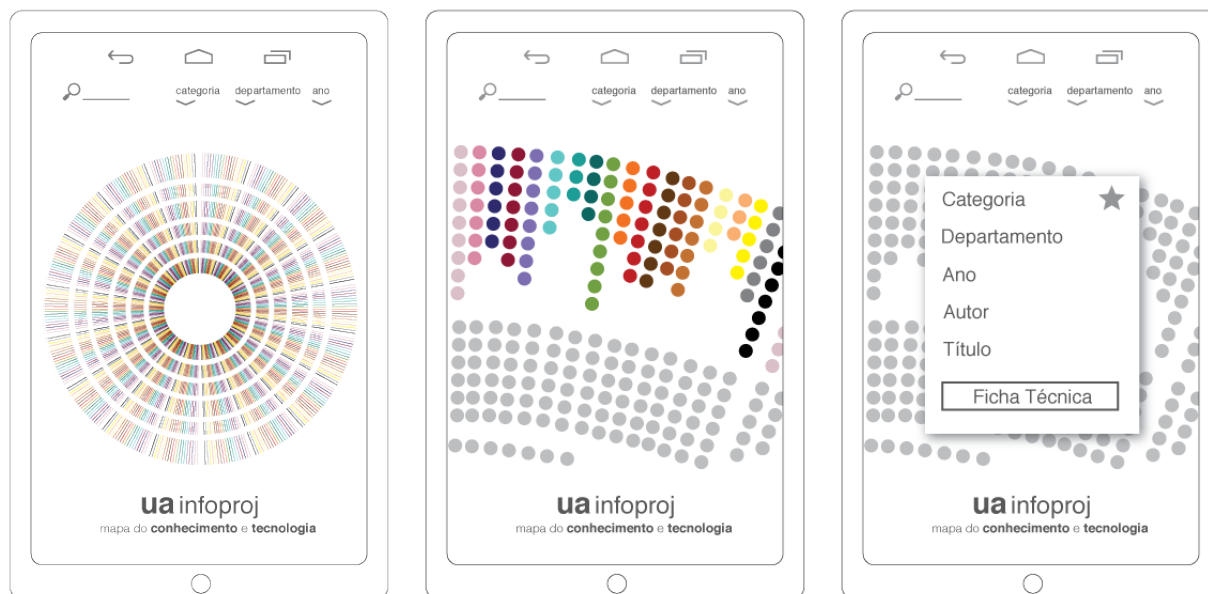 categoria departamento ano
ua infoproj
mapa do conhecimento e tecnologia
categoria departamento ano
ua infoproj
mapa do conhecimento e tecnologia
categoria departamento ano
Categoria
Departamento
Ano
Autor
Título
Ficha Técnica
ua infoproj
mapa do conhecimento e tecnologia